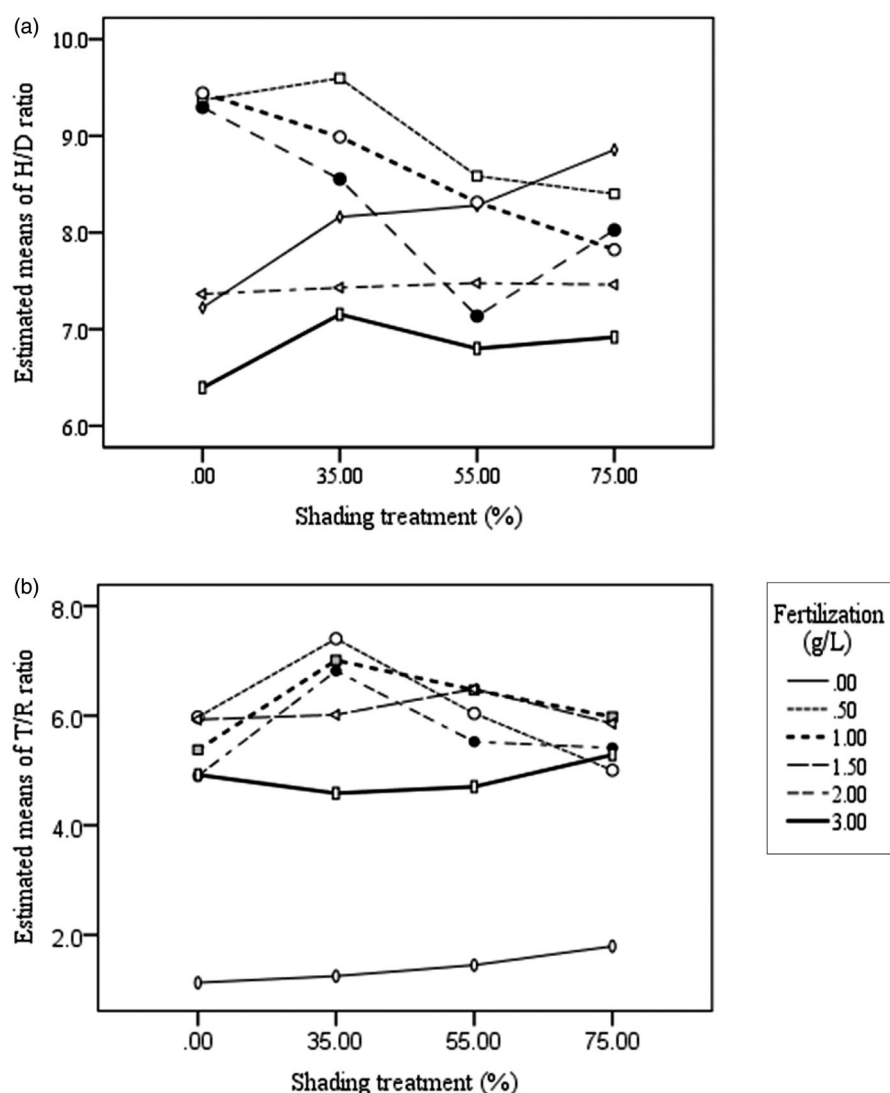 (a)
10.0
9.0
8.0
7.0
6.0
Estimated means of H/D ratio
.00
35.00
55.00
75.00
Shading treatment (%)
(b)
8.0
6.0
4.0
2.0
Estimated means of T/R ratio
.00
35.00
55.00
75.00
Shading treatment (%)
Fertilization
(g/L)
.00
.50
1.00
1.50
2.00
3.00